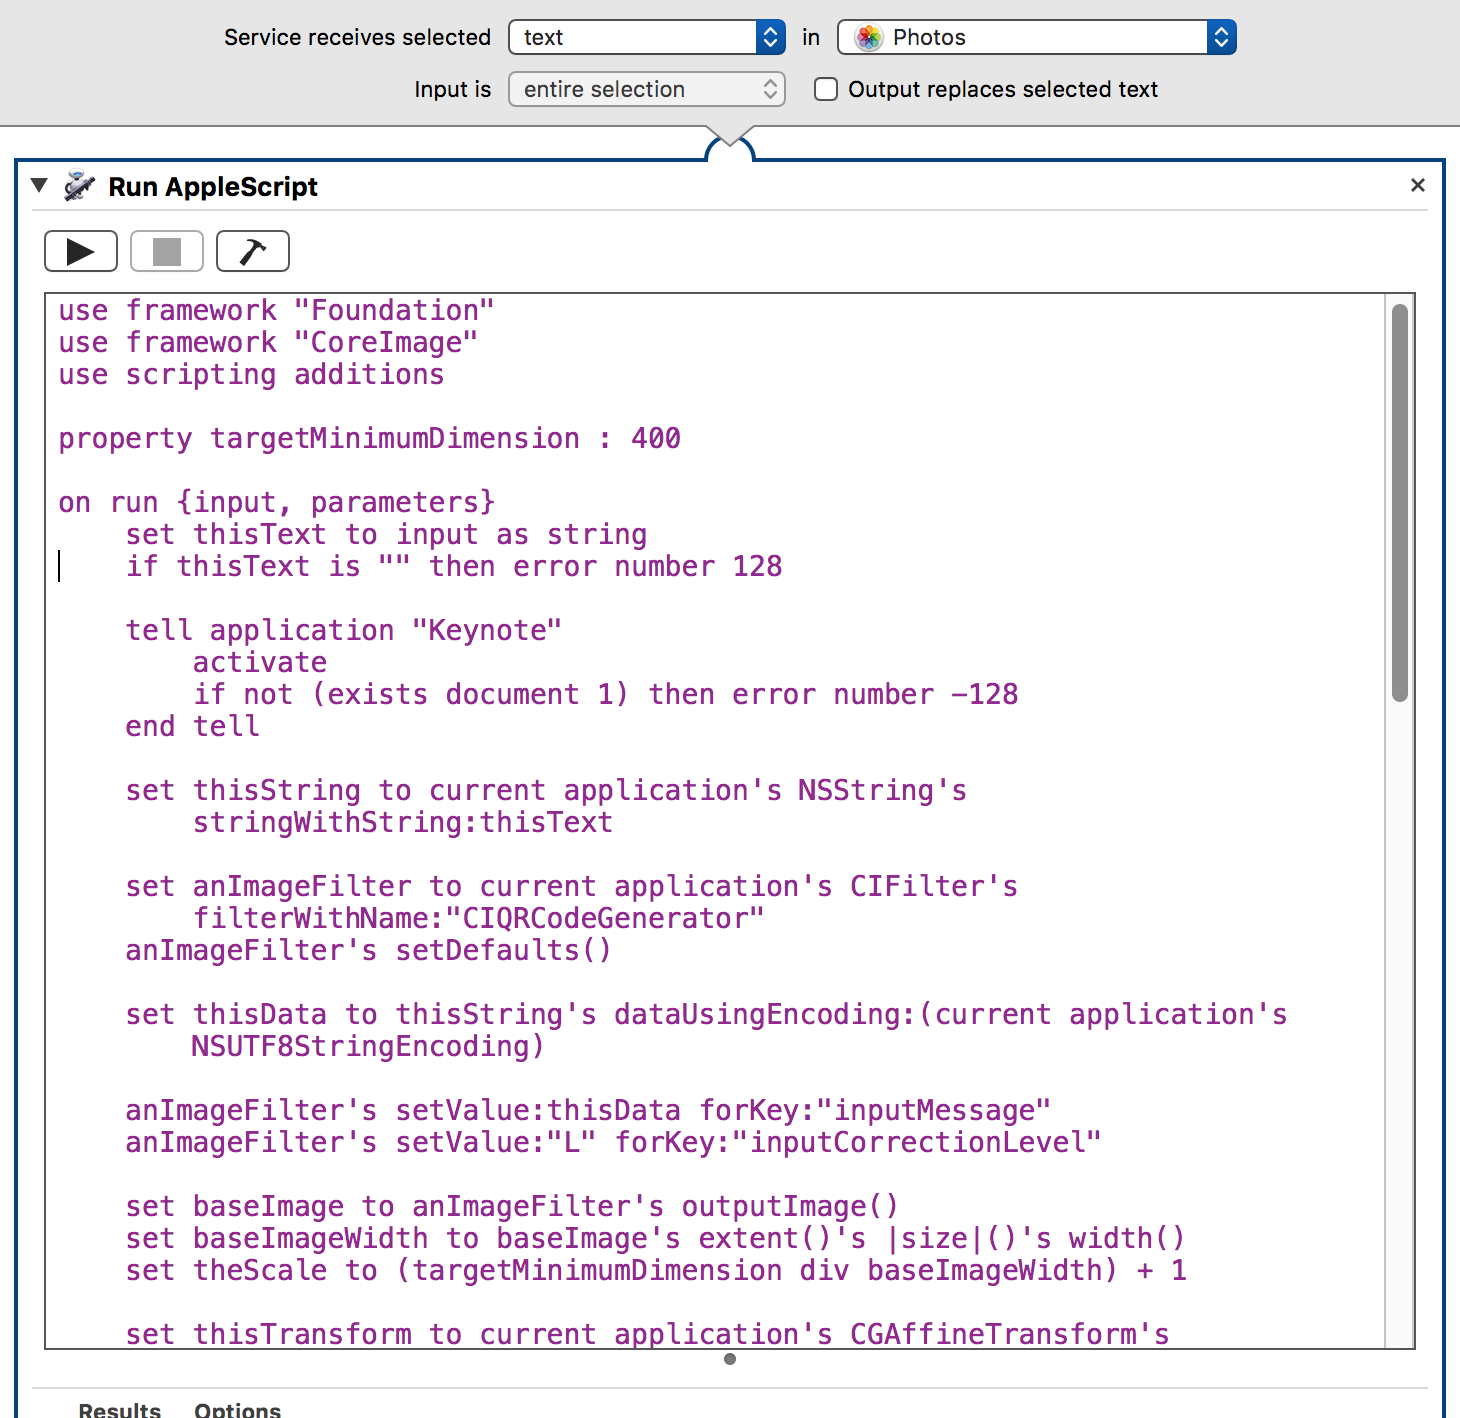 Service receives selected text in Photos
Input is entire selection Output replaces selected text
Run AppleScript
use framework "Foundation"
use framework "CoreImage"
use scripting additions
property targetMinimumDimension : 400
on run {input, parameters}
set thisText to input as string
if thisText is "" then error number 128
tell application "Keynote"
activate
if not (exists document 1) then error number -128
end tell
set thisString to current application's NSString's
stringWithString:thisText
set anImageFilter to current application's CIFilter's
filterWithName:"CIQRCodeGenerator"
anImageFilter's setDefaults()
set thisData to thisString's dataUsingEncoding:(current application's
NSUTF8StringEncoding)
anImageFilter's setValue:thisData forKey:"inputMessage"
anImageFilter's setValue:"L" forKey:"inputCorrectionLevel"
set baseImage to anImageFilter's outputImage()
set baseImageWidth to baseImage's extent()'s |size|()'s width()
set theScale to (targetMinimumDimension div baseImageWidth) + 1
set thisTransform to current application's CGAffineTransform's
Results Options